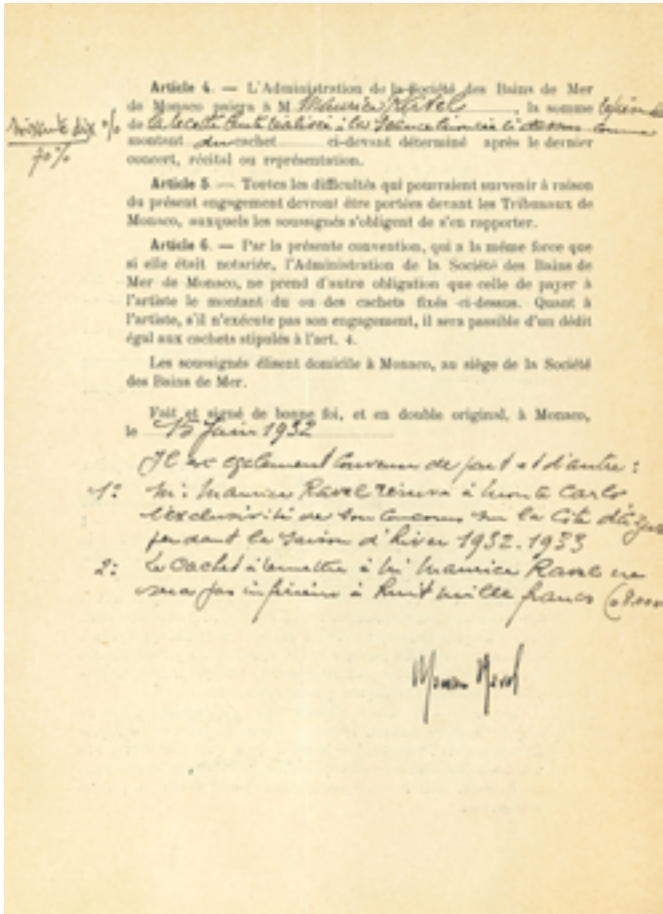 Article 4. — L'Administration de la Société des Bains de Mer
de Monaco paiera à M Maurice Ravel, la somme
soixante dix %
70%
de la recette brute réalisée à
montant du cachet ci-devant déterminé après le dernier
concert, récital ou représentation.
Article 5. — Toutes les difficultés qui pourraient survenir à raison
du présent engagement devront être portées devant les Tribunaux de
Monaco, auxquels les soussignés s'obligent de s'en rapporter.
Article 6. — Par la présente convention, qui a la même force que
si elle était notariée, l'Administration de la Société des Bains de
Mer de Monaco, ne prend d'autre obligation que celle de payer à
l'artiste le montant du ou des cachets fixés ci-dessus. Quant à
l'artiste, s'il n'exécute pas son engagement, il sera passible d'un dédit
égal aux cachets stipulés à l'art. 4.
Les soussignés élisent domicile à Monaco, au siège de la Société
des Bains de Mer.
Fait et signé de bonne foi, et en double original, à Monaco,
le 15 Juin 1932
Il est également convenu de part et d'autre :
1: Mr Maurice Ravel réserve à Monte Carlo
l'exclusivité de son concours sur la Côte d'Azur
pendant la saison d'hiver 1932-1933
2: Le cachet à remettre à Mr Maurice Ravel ne
sera pas inférieur à huit mille francs
Maurice Ravel